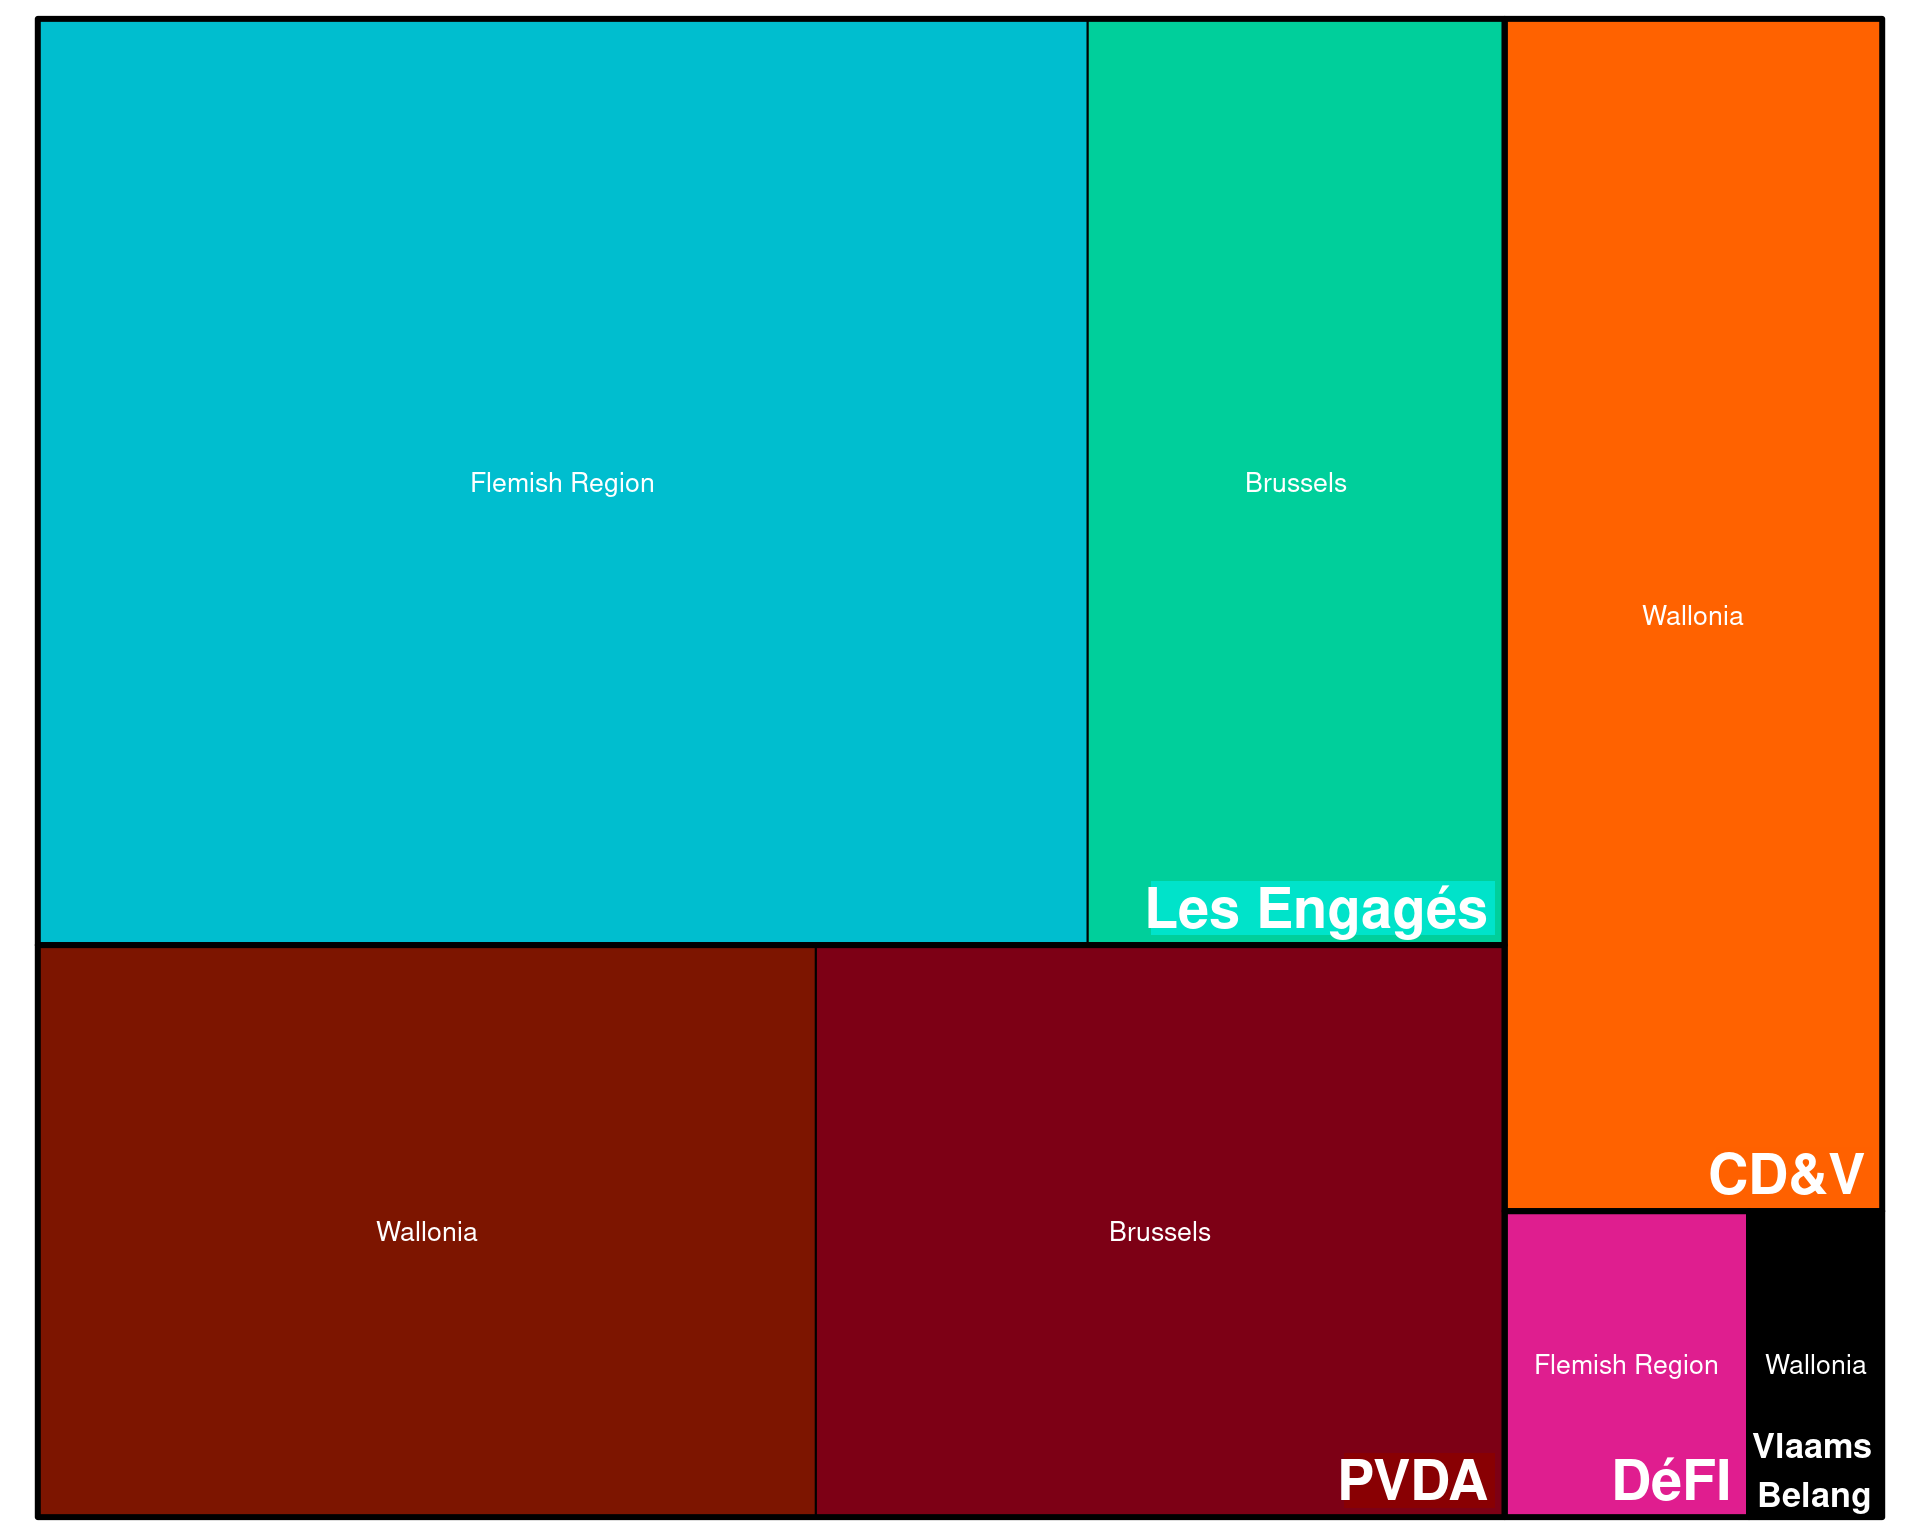 Flemish Region
Brussels
Les Engagés
Wallonia
CD&V
Wallonia
Brussels
PVDA
Flemish Region
DéFI
Wallonia
Vlaams
Belang